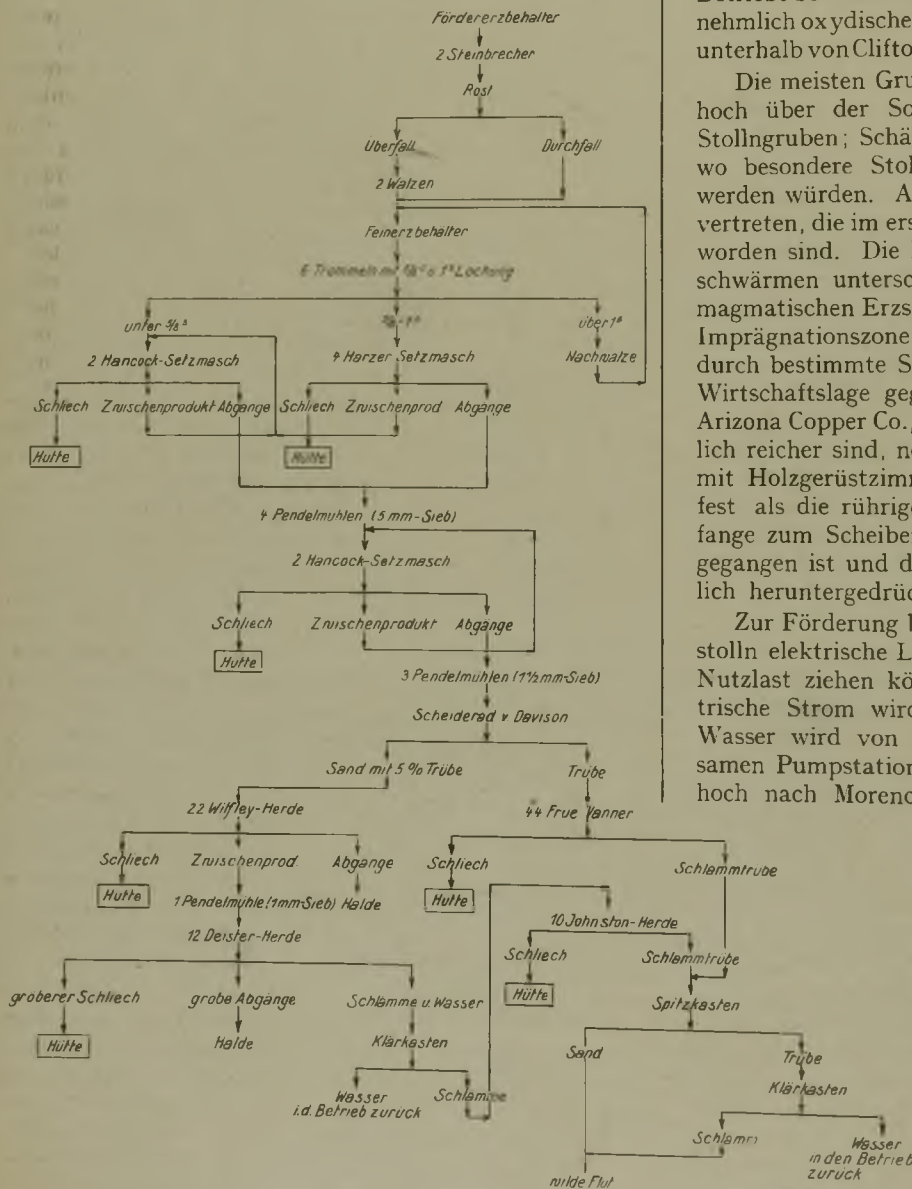 Fördererzbehälter
2 Steinbrecher
Rost
Überfall
Durchfall
2 Walzen
Feinerzbehälter
6 Trommeln mit u. 1" Lochung
unter 3/8"
über 1"
2 Hancock-Setzmasch
4 Harzer Setzmasch
Nachwalze
Schliech Zwischenprodukt Abgänge Schliech Zwischenprod Abgänge
Hütte
Hütte
4 Pendelmühlen (5 mm-Sieb)
2 Hancock-Setzmasch
Schliech Zwischenprodukt Abgänge
Hütte
3 Pendelmühlen (1½mm-Sieb)
Scheiderad v Davison
Sand mit 5 % Trübe
Trübe
22 Wilfley-Herde
44 Frue Vanner
Schliech Zwischenprod. Abgänge
Schliech
Schlammtrübe
Hütte
1 Pendelmühle (1mm-Sieb) Halde
Hütte
12 Deister-Herde
10 Johnston-Herde
Schliech
Schlammtrübe
Hütte
gröberer Schliech
grobe Abgänge
Schlämme u. Wasser
Spitzkasten
Hütte
Halde
Klärkasten
Sand
Trübe
Wasser
i.d. Betrieb zurück
Schlämme
Klärkasten
Schlamm
Wasser
in den Betrieb
zurück
wilde Flut
nehmlich oxydische
unterhalb von Clifto
Die meisten Gru
hoch über der So
Stollngruben; Schä
wo besondere Stol
werden würden. A
vertreten, die im ers
worden sind. Die
schwärmen untersc
magmatischen Erzs
Imprägnationszone
durch bestimmte S
Wirtschaftslage geg
Arizona Copper Co.,
lich reicher sind, n
mit Holzgerüstzimr
fest als die rührige
fange zum Scheiber
gegangen ist und d
lich heruntergedrüc
Zur Förderung b
stolln elektrische L
Nutzlast ziehen kö
trische Strom wird
Wasser wird von
samen Pumpstation
hoch nach Morenc